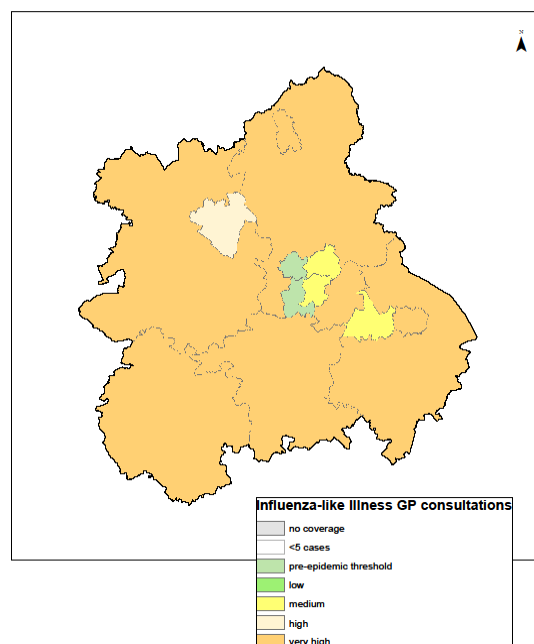 N
Influenza-like Illness GP consultations
no coverage
<5 cases
pre-epidemic threshold
low
medium
high
very high